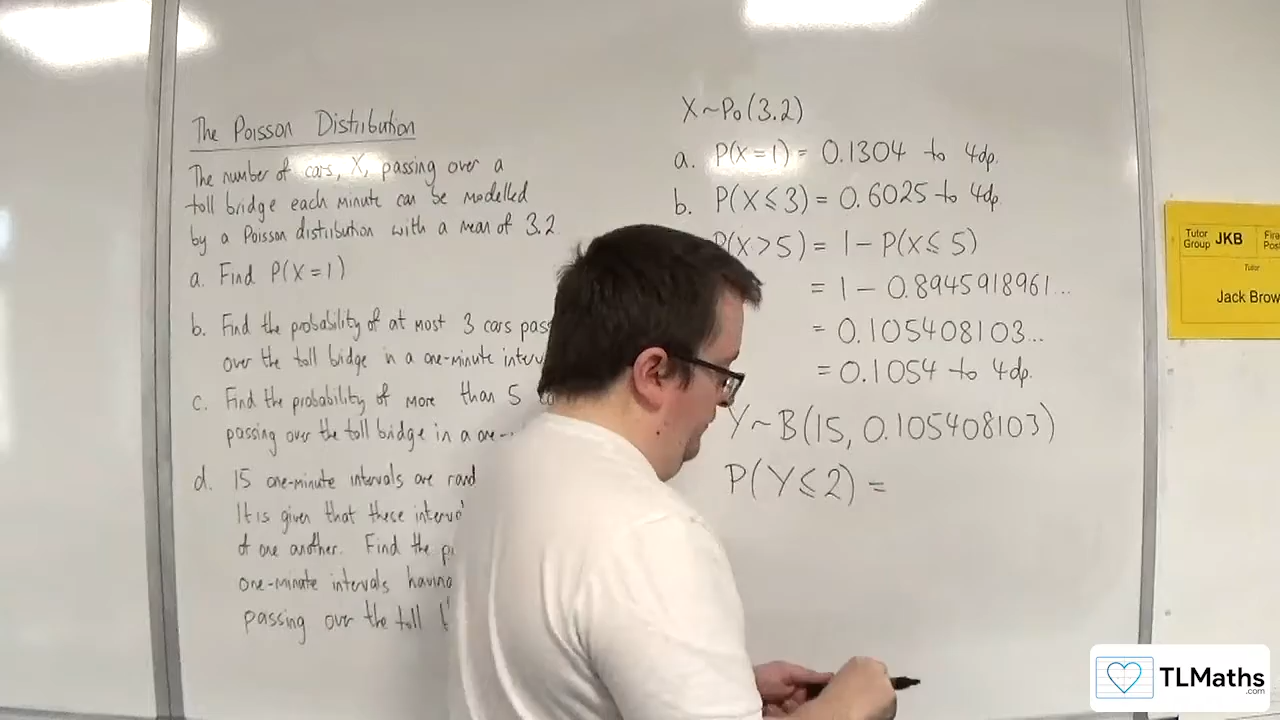 The Poisson Distribution
The number of cars, X, passing over a
toll bridge each minute can be modelled
by a Poisson distribution with a mean of 3.2
a. Find P(X=1)
b. Find the probability of at most 3 cars pass
over the toll bridge in a one-minute interv
c. Find the probability of more than 5
passing over the toll bridge in a one-
d. 15 one-minute intervals are rand
It is given that these interv
of one another. Find the p
one-minute intervals having
passing over the toll b
X~Po(3.2)
a. P(X=1) = 0.1304 to 4dp.
b. P(X≤3) = 0.6025 to 4dp
P(X>5) = 1 - P(X≤5)
= 1 - 0.8945918961...
= 0.105408103...
= 0.1054 to 4dp.
Y~B(15, 0.105408103)
P(Y≤2) =
Tutor Group JKB
Tutor
Jack Brow
TLMaths
.com